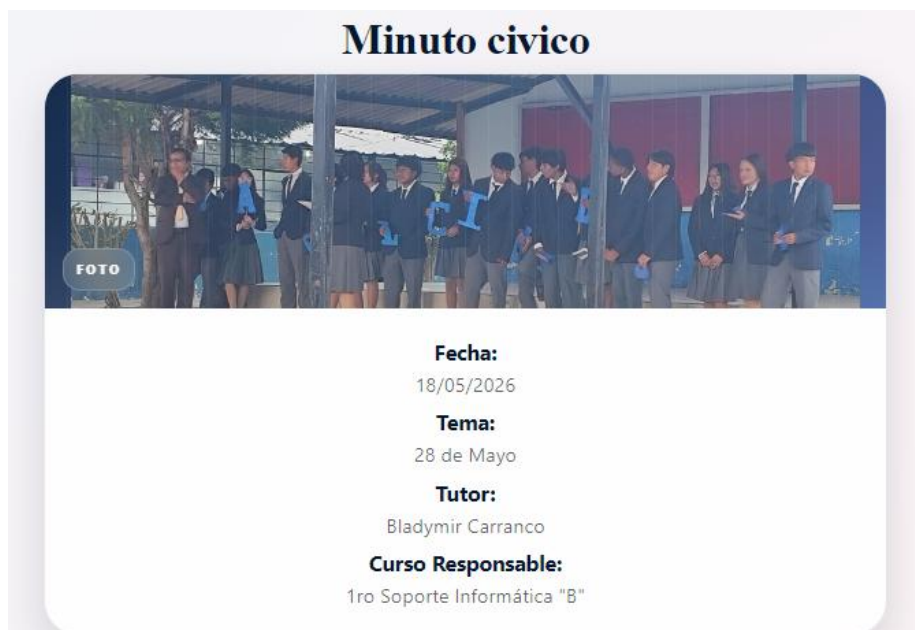 Minuto civico
FOTO
Fecha:
18/05/2026
Tema:
28 de Mayo
Tutor:
Bladymir Carranco
Curso Responsable:
1ro Soporte Informática "B"